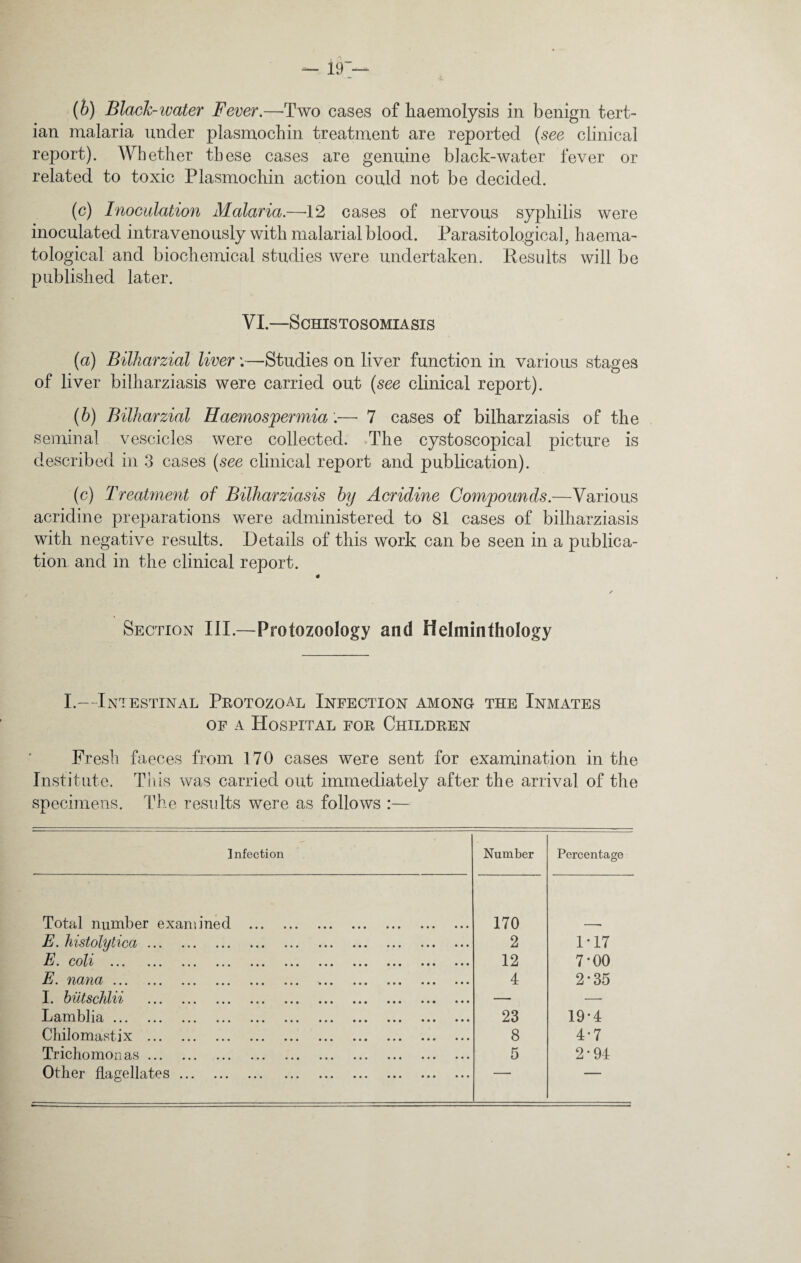 — 19 —
(b) Black-water Fever.—Two cases of haemolysis in benign tert-
ian malaria under plasmochin treatment are reported (see clinical
report). Whether these cases are genuine black-water fever or
related to toxic Plasmochin action could not be decided.
(c) Inoculation Malaria.—12 cases of nervous syphilis were
inoculated intravenously with malarial blood. Parasitological, haema-
tological and biochemical studies were undertaken. Results will be
published later.
VI.—Schistosomiasis
(a) Bilharzial liver :—Studies on liver function in various stages
of liver bilharziasis were carried out (see clinical report).
(b) Bilharzial Haemospermia :— 7 cases of bilharziasis of the
seminal vescicles were collected. The cystoscopical picture is
described in 3 cases (see clinical report and publication).
(c) Treatment of Bilharziasis by Acridine Compounds.—Various
acridine preparations were administered to 81 cases of bilharziasis
with negative results. Details of this work can be seen in a publica-
tion and in the clinical report.
Section III.—Protozoology and Helminthology
I.—Intestinal Protozoal Infection among the Inmates
of a Hospital for Children
Fresh faeces from 170 cases were sent for examination in the
Institute. This was carried out immediately after the arrival of the
specimens. The results were as follows :—
Infection Number Percentage
Total number examined ... ... ... ... ... ... ... 170 —
E. histolytica ... ... ... ... ... ... ... ... ... ... 2 1·17
E. coli ... ... ... ... ... ... ... ... ... ... ... 12 7·00
E. nana ... ... ... ... ... ... ... ... ... ... ... 4 2·35
I. bütschlii ... ... ... ... ... ... ... ... ... ... — —
Lamblia ... ... ... ... ... ... ... ... ... ... ... 23 19·4
Chilomastix ... ... ... ... ... ... ... ... ... ... 8 4·7
Trichomonas ... ... ... ... ... ... ... ... ... ... 5 2·94
Other flagellates ... ... ... ... ... ... ... ... ... — —